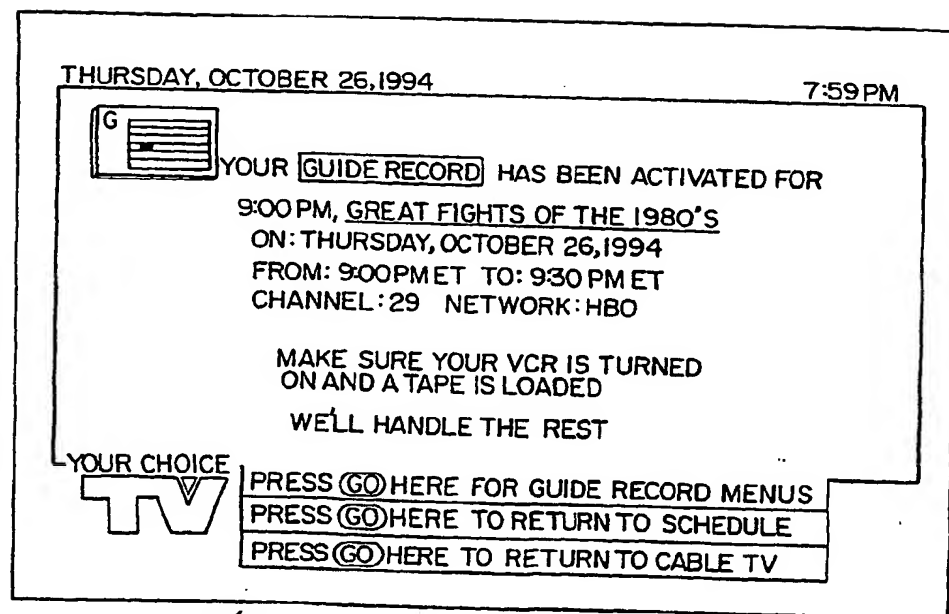 THURSDAY, OCTOBER 26, 1994 7:59 PM
G
YOUR GUIDE RECORD HAS BEEN ACTIVATED FOR
9:00 PM, GREAT FIGHTS OF THE 1980'S
ON: THURSDAY, OCTOBER 26, 1994
FROM: 9:00 PM ET TO: 9:30 PM ET
CHANNEL: 29 NETWORK: HBO
MAKE SURE YOUR VCR IS TURNED
ON AND A TAPE IS LOADED
WE'LL HANDLE THE REST
YOUR CHOICE
TV
PRESS GO HERE FOR GUIDE RECORD MENUS
PRESS GO HERE TO RETURN TO SCHEDULE
PRESS GO HERE TO RETURN TO CABLE TV